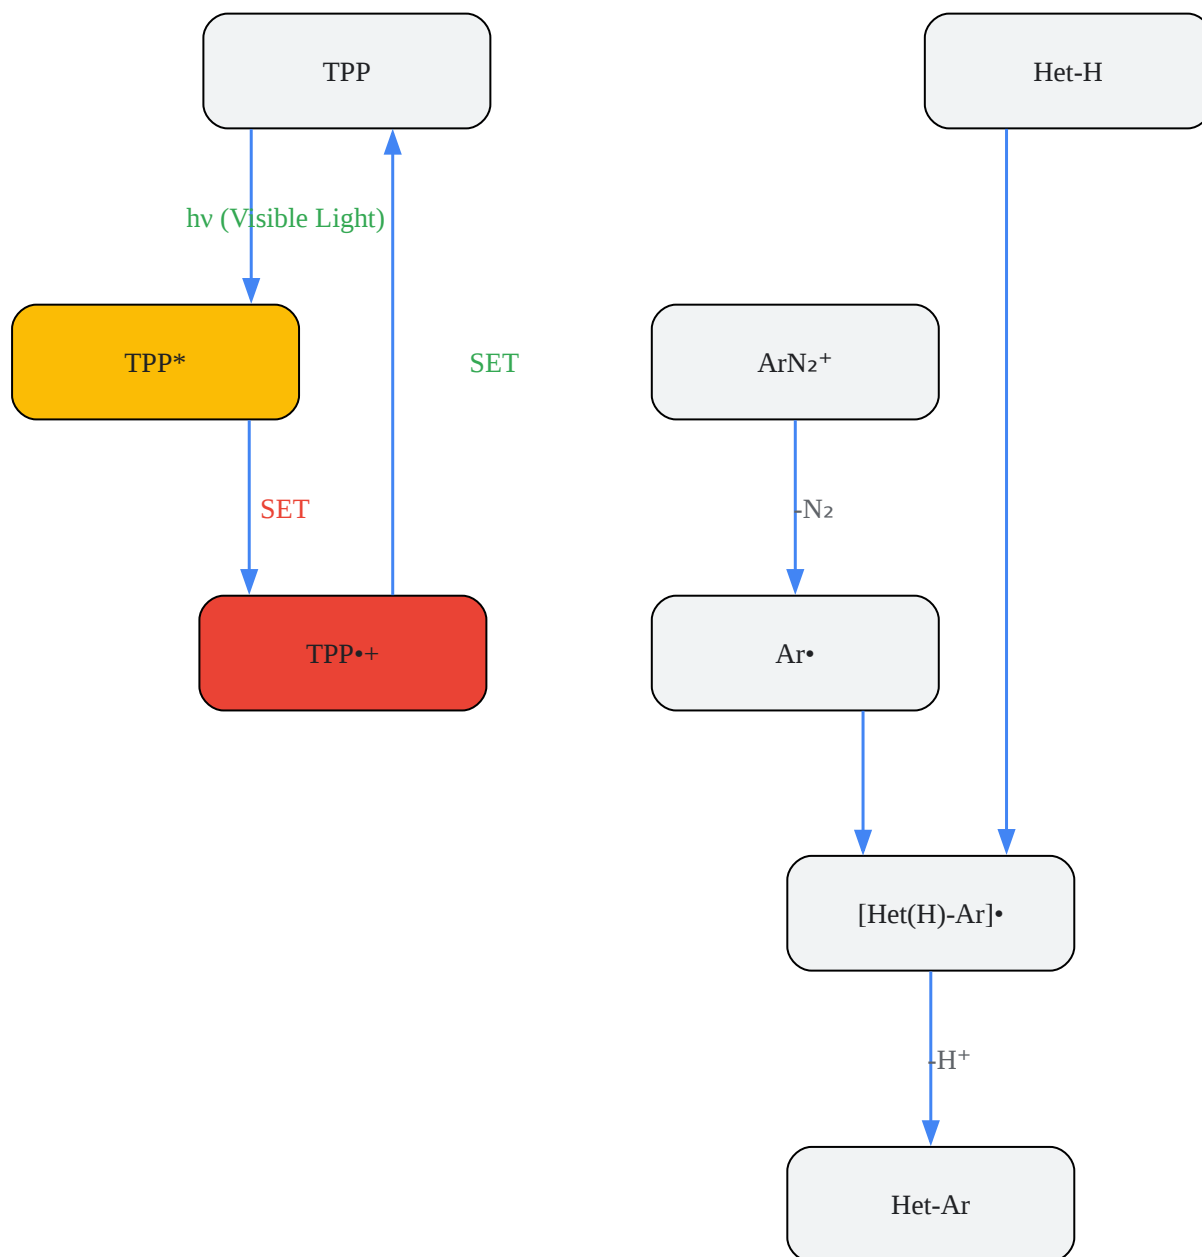 TPP
Het-H
hν (Visible Light)
TPP*
SET
ArN₂⁺
SET
-N₂
TPP•+
Ar•
[Het(H)-Ar]•
-H⁺
Het-Ar